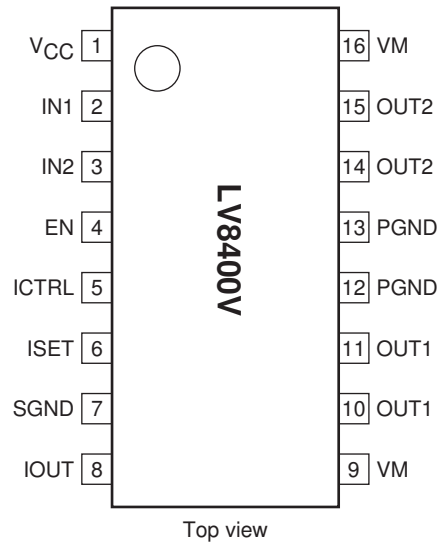 VCC 1 16 VM
IN1 2 15 OUT2
IN2 3 14 OUT2
EN 4 13 PGND
ICTRL 5 12 PGND
ISET 6 11 OUT1
SGND 7 10 OUT1
IOUT 8 9 VM
LV8400V
Top view